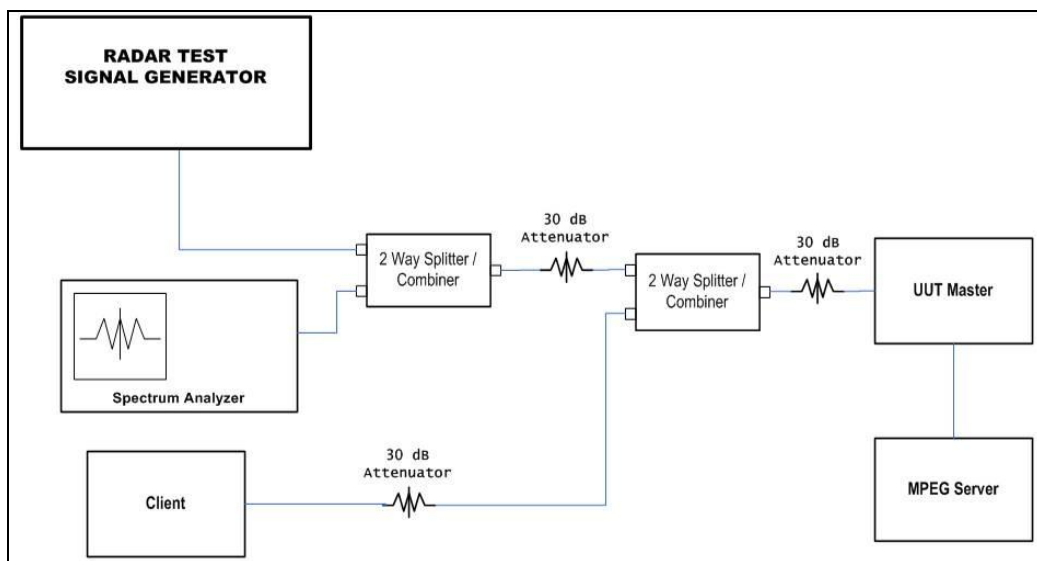 RADAR TEST
SIGNAL GENERATOR
30 dB
Attenuator
30 dB
Attenuator
2 Way Splitter /
Combiner
2 Way Splitter /
Combiner
UUT Master
Spectrum Analyzer
30 dB
Attenuator
Client
MPEG Server